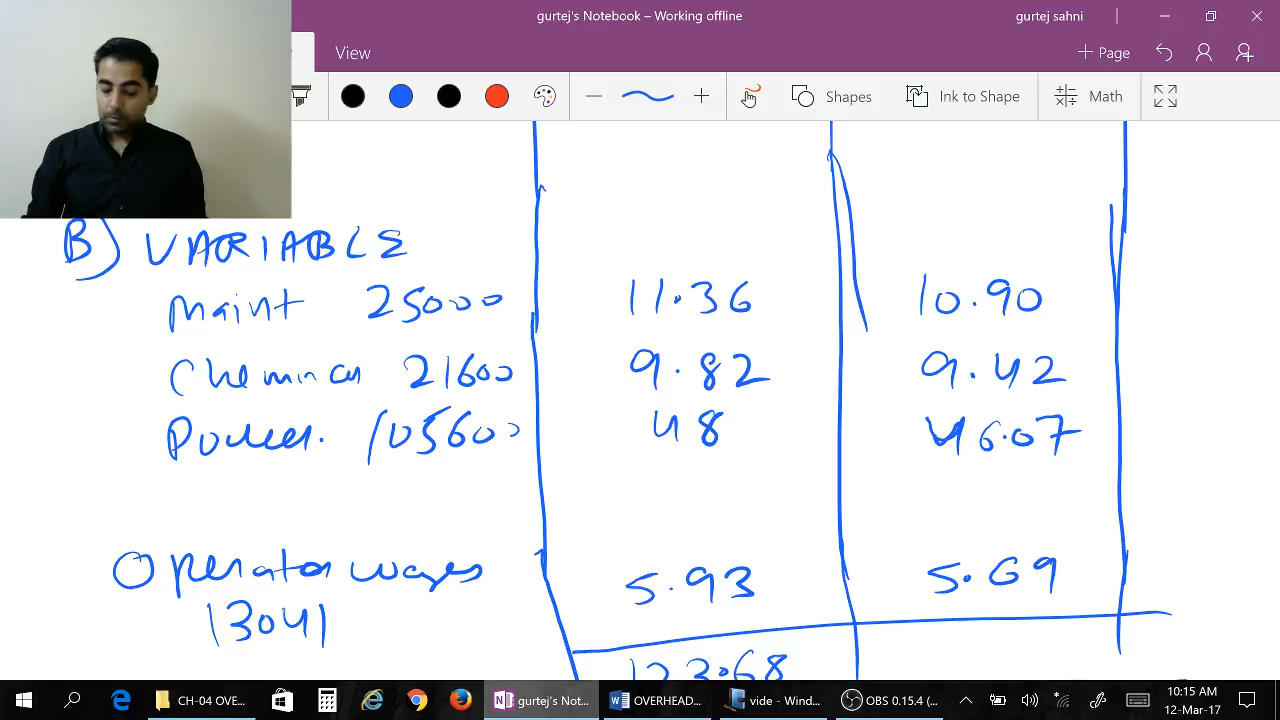 gurtej's Notebook – Working offline
gurtej sahni
View
Page
Shapes
Ink to Shape
Math
B) VARIABLE
Maint 25000 11.36 10.90
Chemical 21600 9.82 9.42
Power. 105600 48 46.07
Operator wages 5.93 5.69
13041
123.68
CH-04 OVE...
gurtej's Not...
OVERHEAD...
vide - Wind...
OBS 0.15.4 (...
10:15 AM
12-Mar-17